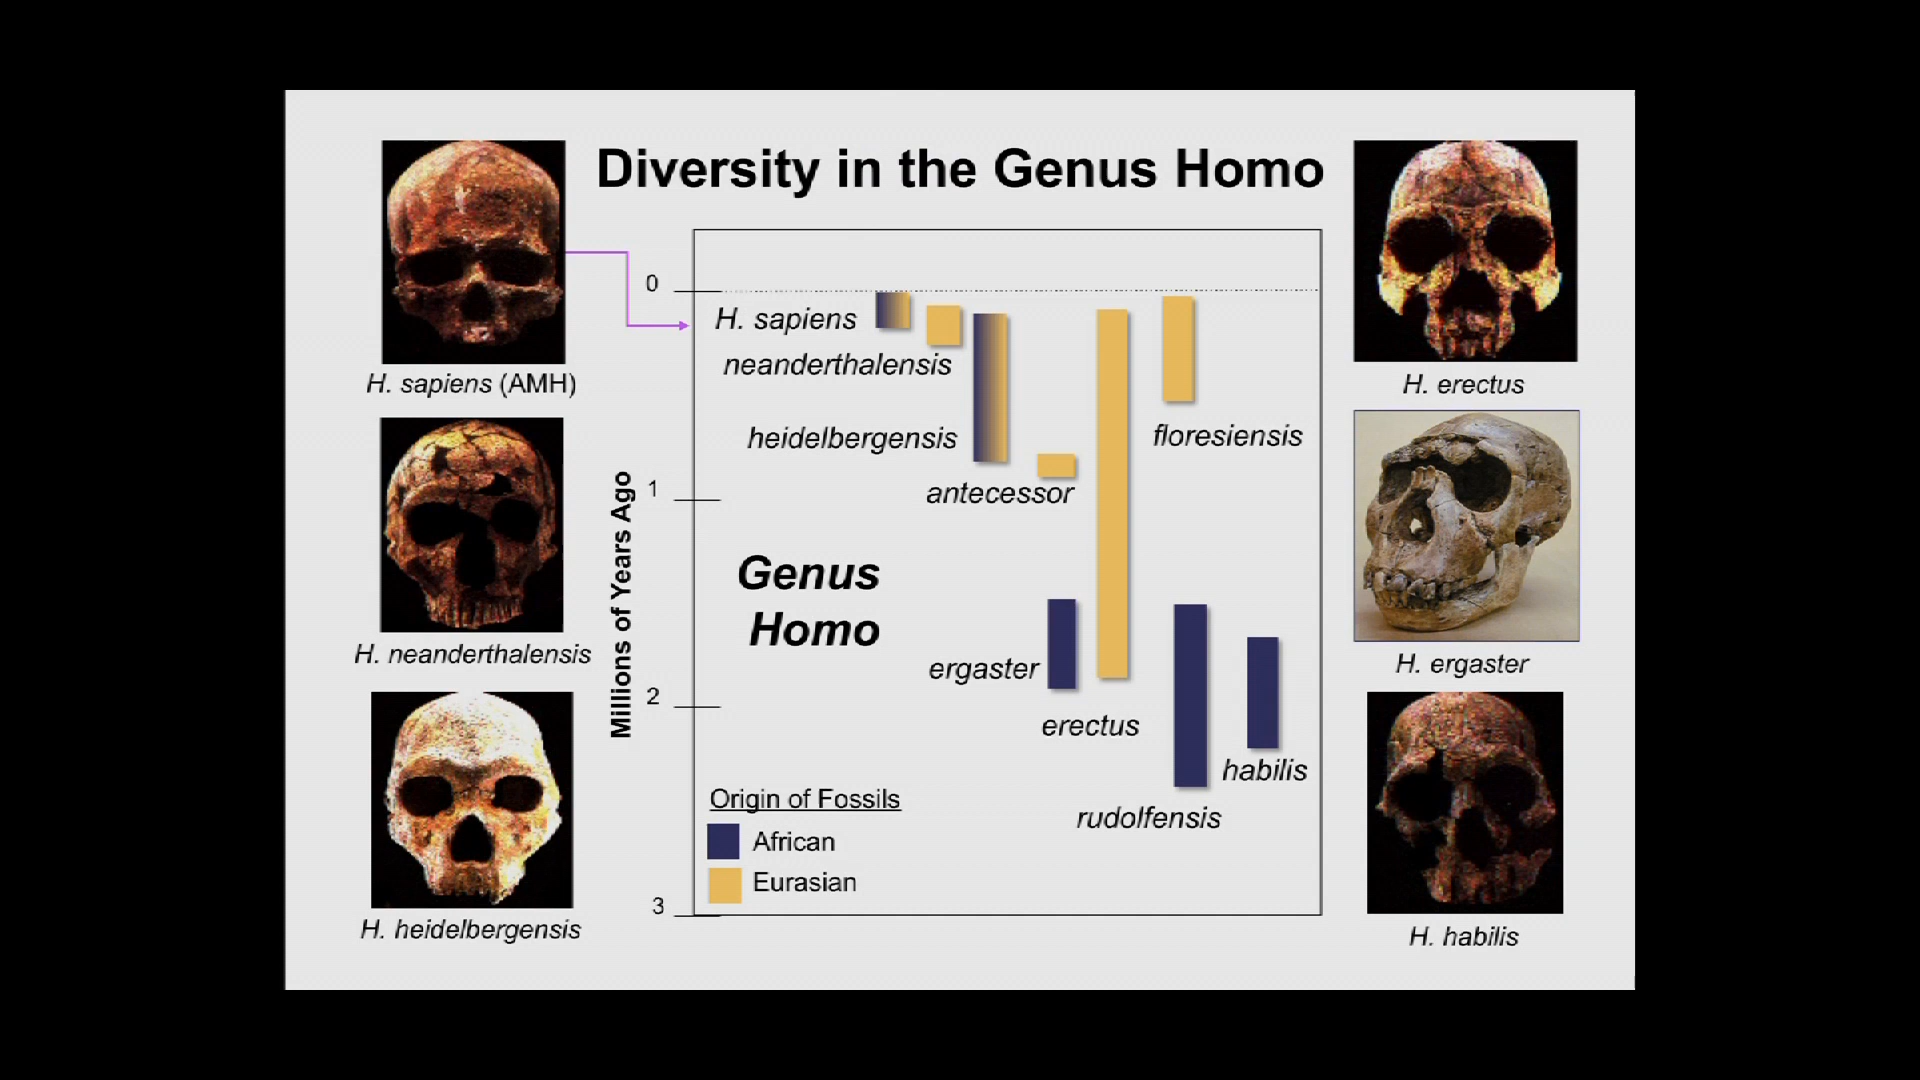 Diversity in the Genus Homo
H. sapiens (AMH)
H. neanderthalensis
H. heidelbergensis
Millions of Years Ago
0
1
2
3
H. sapiens
neanderthalensis
heidelbergensis
antecessor
floresiensis
Genus
Homo
ergaster
erectus
habilis
rudolfensis
Origin of Fossils
African
Eurasian
H. erectus
H. ergaster
H. habilis